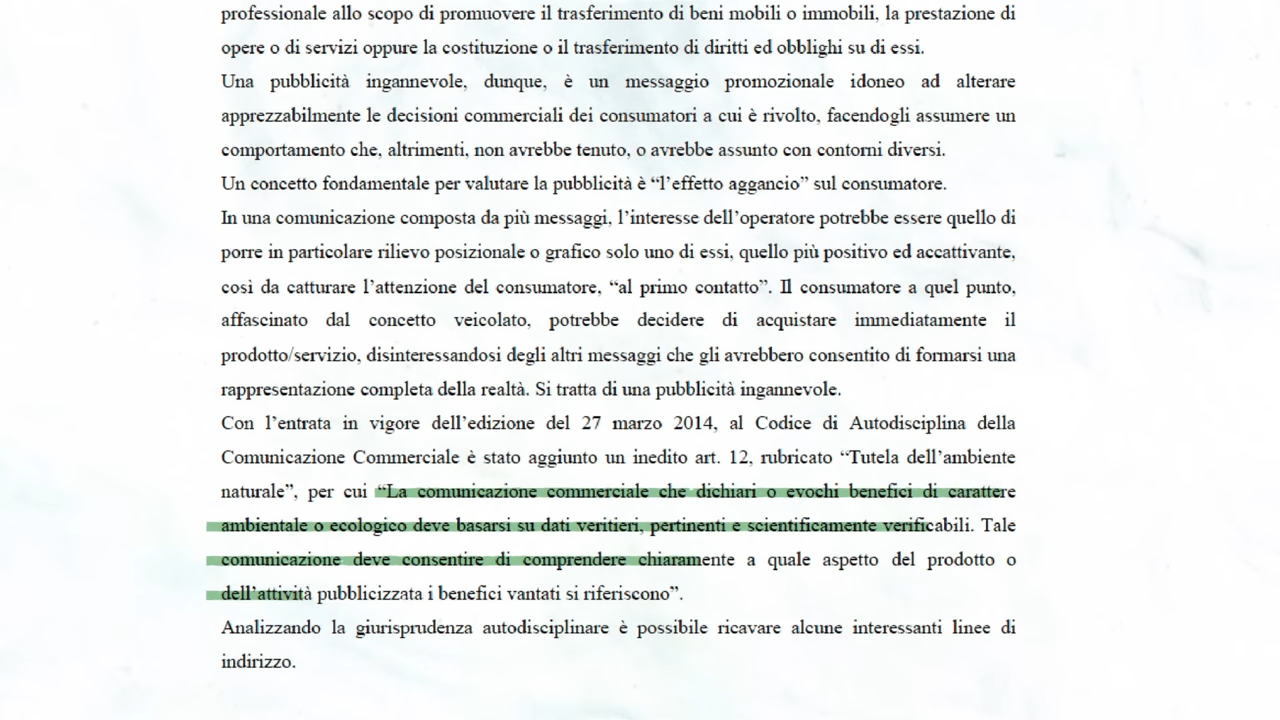 professionale allo scopo di promuovere il trasferimento di beni mobili o immobili, la prestazione di
opere o di servizi oppure la costituzione o il trasferimento di diritti ed obblighi su di essi.
Una pubblicità ingannevole, dunque, è un messaggio promozionale idoneo ad alterare
apprezzabilmente le decisioni commerciali dei consumatori a cui è rivolto, facendogli assumere un
comportamento che, altrimenti, non avrebbe tenuto, o avrebbe assunto con contorni diversi.
Un concetto fondamentale per valutare la pubblicità è “l’effetto aggancio” sul consumatore.
In una comunicazione composta da più messaggi, l’interesse dell’operatore potrebbe essere quello di
porre in particolare rilievo posizionale o grafico solo uno di essi, quello più positivo ed accattivante,
così da catturare l’attenzione del consumatore, “al primo contatto”. Il consumatore a quel punto,
affascinato dal concetto veicolato, potrebbe decidere di acquistare immediatamente il
prodotto/servizio, disinteressandosi degli altri messaggi che gli avrebbero consentito di formarsi una
rappresentazione completa della realtà. Si tratta di una pubblicità ingannevole.
Con l’entrata in vigore dell’edizione del 27 marzo 2014, al Codice di Autodisciplina della
Comunicazione Commerciale è stato aggiunto un inedito art. 12, rubricato “Tutela dell’ambiente
naturale”, per cui “La comunicazione commerciale che dichiari o evochi benefici di carattere
ambientale o ecologico deve basarsi su dati veritieri, pertinenti e scientificamente verificabili. Tale
comunicazione deve consentire di comprendere chiaramente a quale aspetto del prodotto o
dell’attività pubblicizzata i benefici vantati si riferiscono”.
Analizzando la giurisprudenza autodisciplinare è possibile ricavare alcune interessanti linee di
indirizzo.